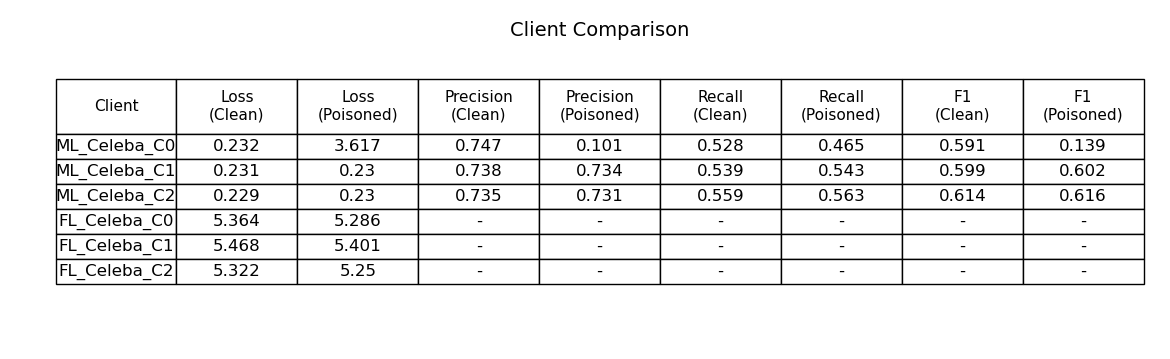 Client Comparison
Client Loss (Clean) Loss (Poisoned) Precision (Clean) Precision (Poisoned) Recall (Clean) Recall (Poisoned) F1 (Clean) F1 (Poisoned)
ML_Celeba_C0 0.232 3.617 0.747 0.101 0.528 0.465 0.591 0.139
ML_Celeba_C1 0.231 0.23 0.738 0.734 0.539 0.543 0.599 0.602
ML_Celeba_C2 0.229 0.23 0.735 0.731 0.559 0.563 0.614 0.616
FL_Celeba_C0 5.364 5.286 - - - - - -
FL_Celeba_C1 5.468 5.401 - - - - - -
FL_Celeba_C2 5.322 5.25 - - - - - -